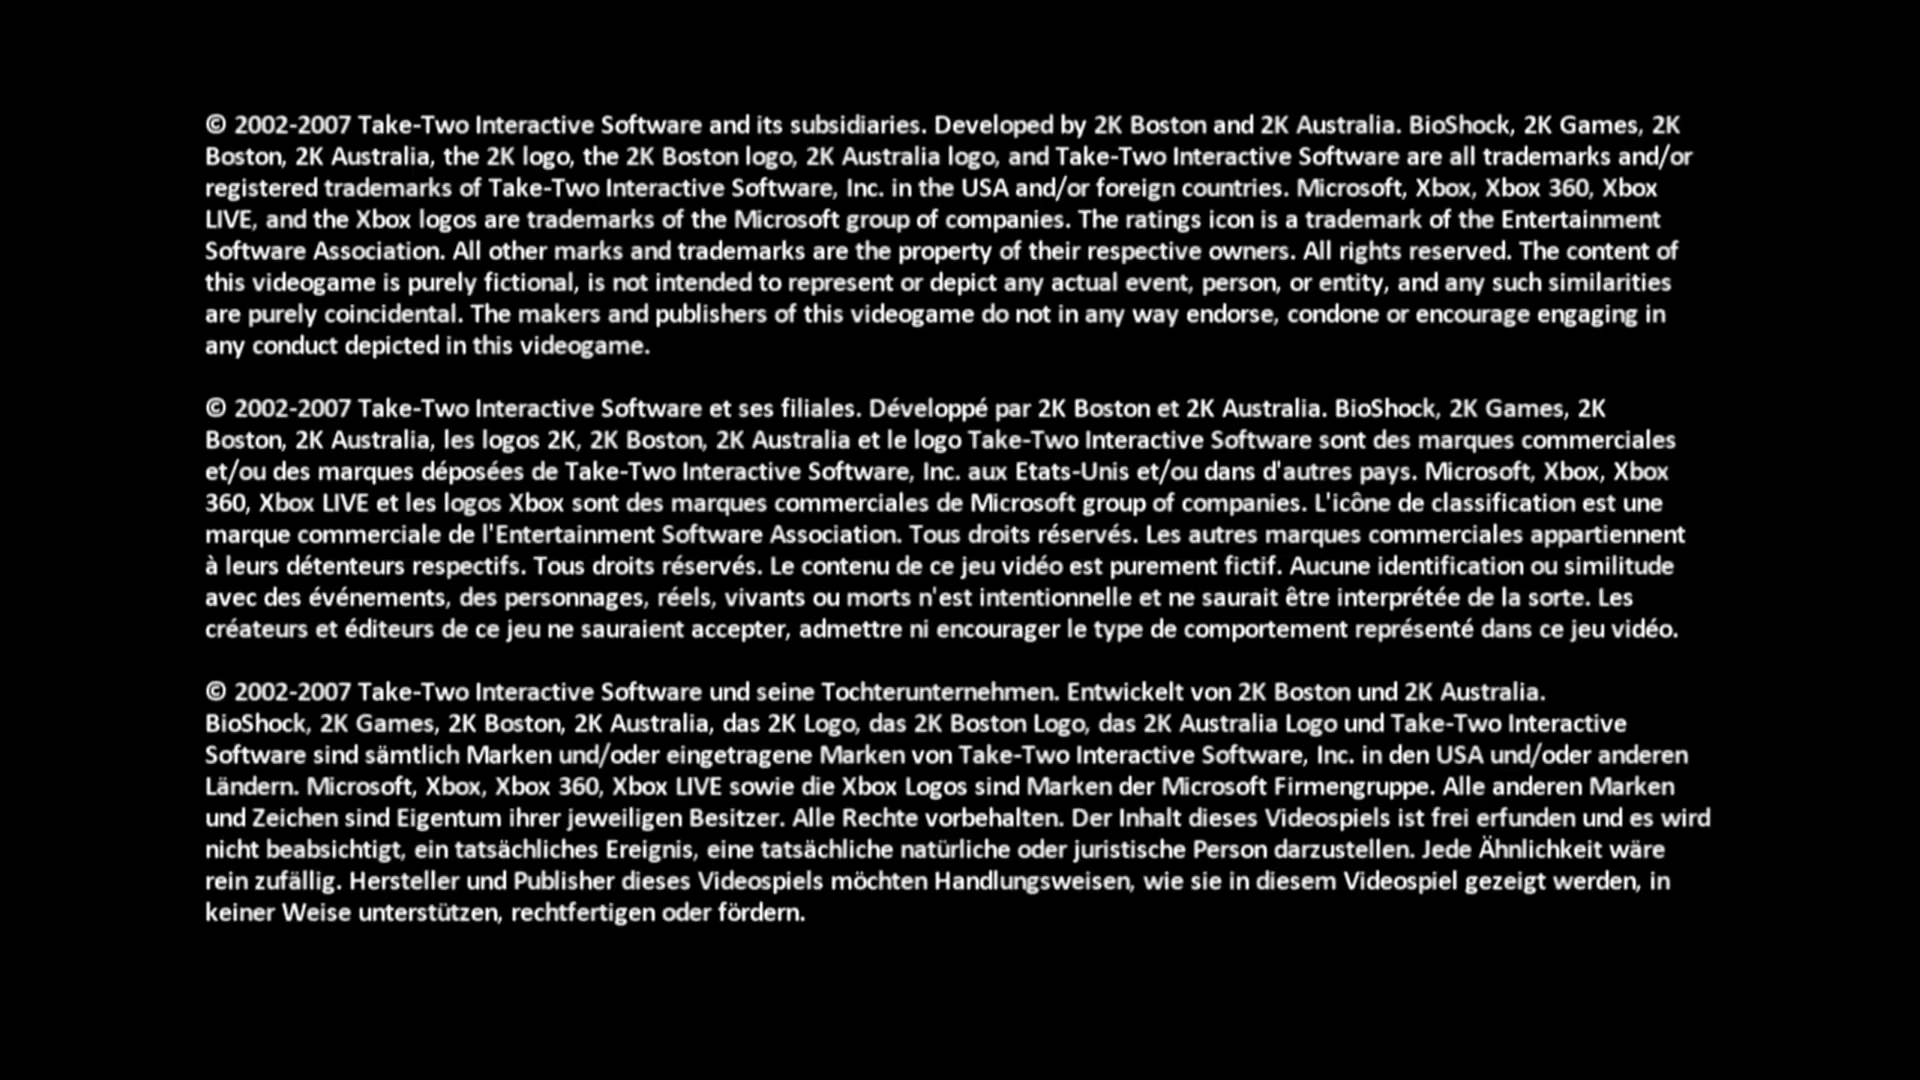 © 2002-2007 Take-Two Interactive Software and its subsidiaries. Developed by 2K Boston and 2K Australia. BioShock, 2K Games, 2K
Boston, 2K Australia, the 2K logo, the 2K Boston logo, 2K Australia logo, and Take-Two Interactive Software are all trademarks and/or
registered trademarks of Take-Two Interactive Software, Inc. in the USA and/or foreign countries. Microsoft, Xbox, Xbox 360, Xbox
LIVE, and the Xbox logos are trademarks of the Microsoft group of companies. The ratings icon is a trademark of the Entertainment
Software Association. All other marks and trademarks are the property of their respective owners. All rights reserved. The content of
this videogame is purely fictional, is not intended to represent or depict any actual event, person, or entity, and any such similarities
are purely coincidental. The makers and publishers of this videogame do not in any way endorse, condone or encourage engaging in
any conduct depicted in this videogame.
© 2002-2007 Take-Two Interactive Software et ses filiales. Développé par 2K Boston et 2K Australia. BioShock, 2K Games, 2K
Boston, 2K Australia, les logos 2K, 2K Boston, 2K Australia et le logo Take-Two Interactive Software sont des marques commerciales
et/ou des marques déposées de Take-Two Interactive Software, Inc. aux Etats-Unis et/ou dans d'autres pays. Microsoft, Xbox, Xbox
360, Xbox LIVE et les logos Xbox sont des marques commerciales de Microsoft group of companies. L'icône de classification est une
marque commerciale de l'Entertainment Software Association. Tous droits réservés. Les autres marques commerciales appartiennent
à leurs détenteurs respectifs. Tous droits réservés. Le contenu de ce jeu vidéo est purement fictif. Aucune identification ou similitude
avec des événements, des personnages, réels, vivants ou morts n'est intentionnelle et ne saurait être interprétée de la sorte. Les
créateurs et éditeurs de ce jeu ne sauraient accepter, admettre ni encourager le type de comportement représenté dans ce jeu vidéo.
© 2002-2007 Take-Two Interactive Software und seine Tochterunternehmen. Entwickelt von 2K Boston und 2K Australia.
BioShock, 2K Games, 2K Boston, 2K Australia, das 2K Logo, das 2K Boston Logo, das 2K Australia Logo und Take-Two Interactive
Software sind sämtlich Marken und/oder eingetragene Marken von Take-Two Interactive Software, Inc. in den USA und/oder anderen
Ländern. Microsoft, Xbox, Xbox 360, Xbox LIVE sowie die Xbox Logos sind Marken der Microsoft Firmengruppe. Alle anderen Marken
und Zeichen sind Eigentum ihrer jeweiligen Besitzer. Alle Rechte vorbehalten. Der Inhalt dieses Videospiels ist frei erfunden und es wird
nicht beabsichtigt, ein tatsächliches Ereignis, eine tatsächliche natürliche oder juristische Person darzustellen. Jede Ähnlichkeit wäre
rein zufällig. Hersteller und Publisher dieses Videospiels möchten Handlungsweisen, wie sie in diesem Videospiel gezeigt werden, in
keiner Weise unterstützen, rechtfertigen oder fördern.